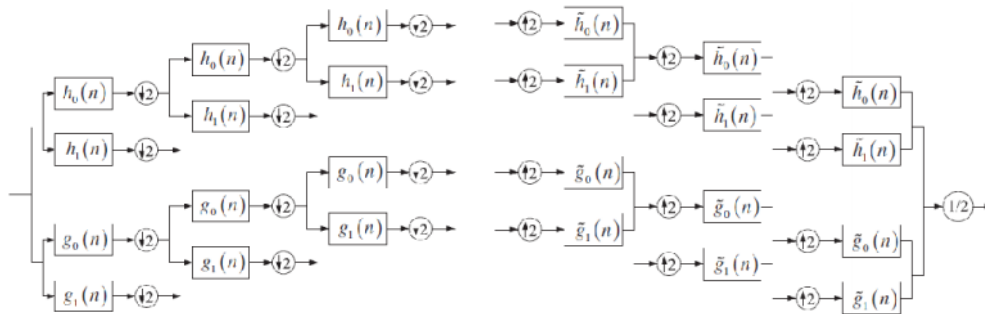 h₀(n) ↓2 h₀(n) ↓2 h₀(n) ▾2
h₁(n) ▾2
h₁(n) ↓2
h₁(n) ↓2
g₀(n) ↓2 g₀(n) ↓2 g₀(n) ▾2
g₁(n) ▾2
g₁(n) ↓2
g₁(n) ↓2
↑2 h̃₀(n)
↑2 h̃₁(n)
↑2 h̃₀(n)
↑2 h̃₁(n)
↑2 h̃₀(n)
↑2 h̃₁(n)
↑2 g̃₀(n)
↑2 g̃₁(n)
↑2 g̃₀(n)
↑2 g̃₁(n)
↑2 g̃₀(n)
↑2 g̃₁(n)
1/2